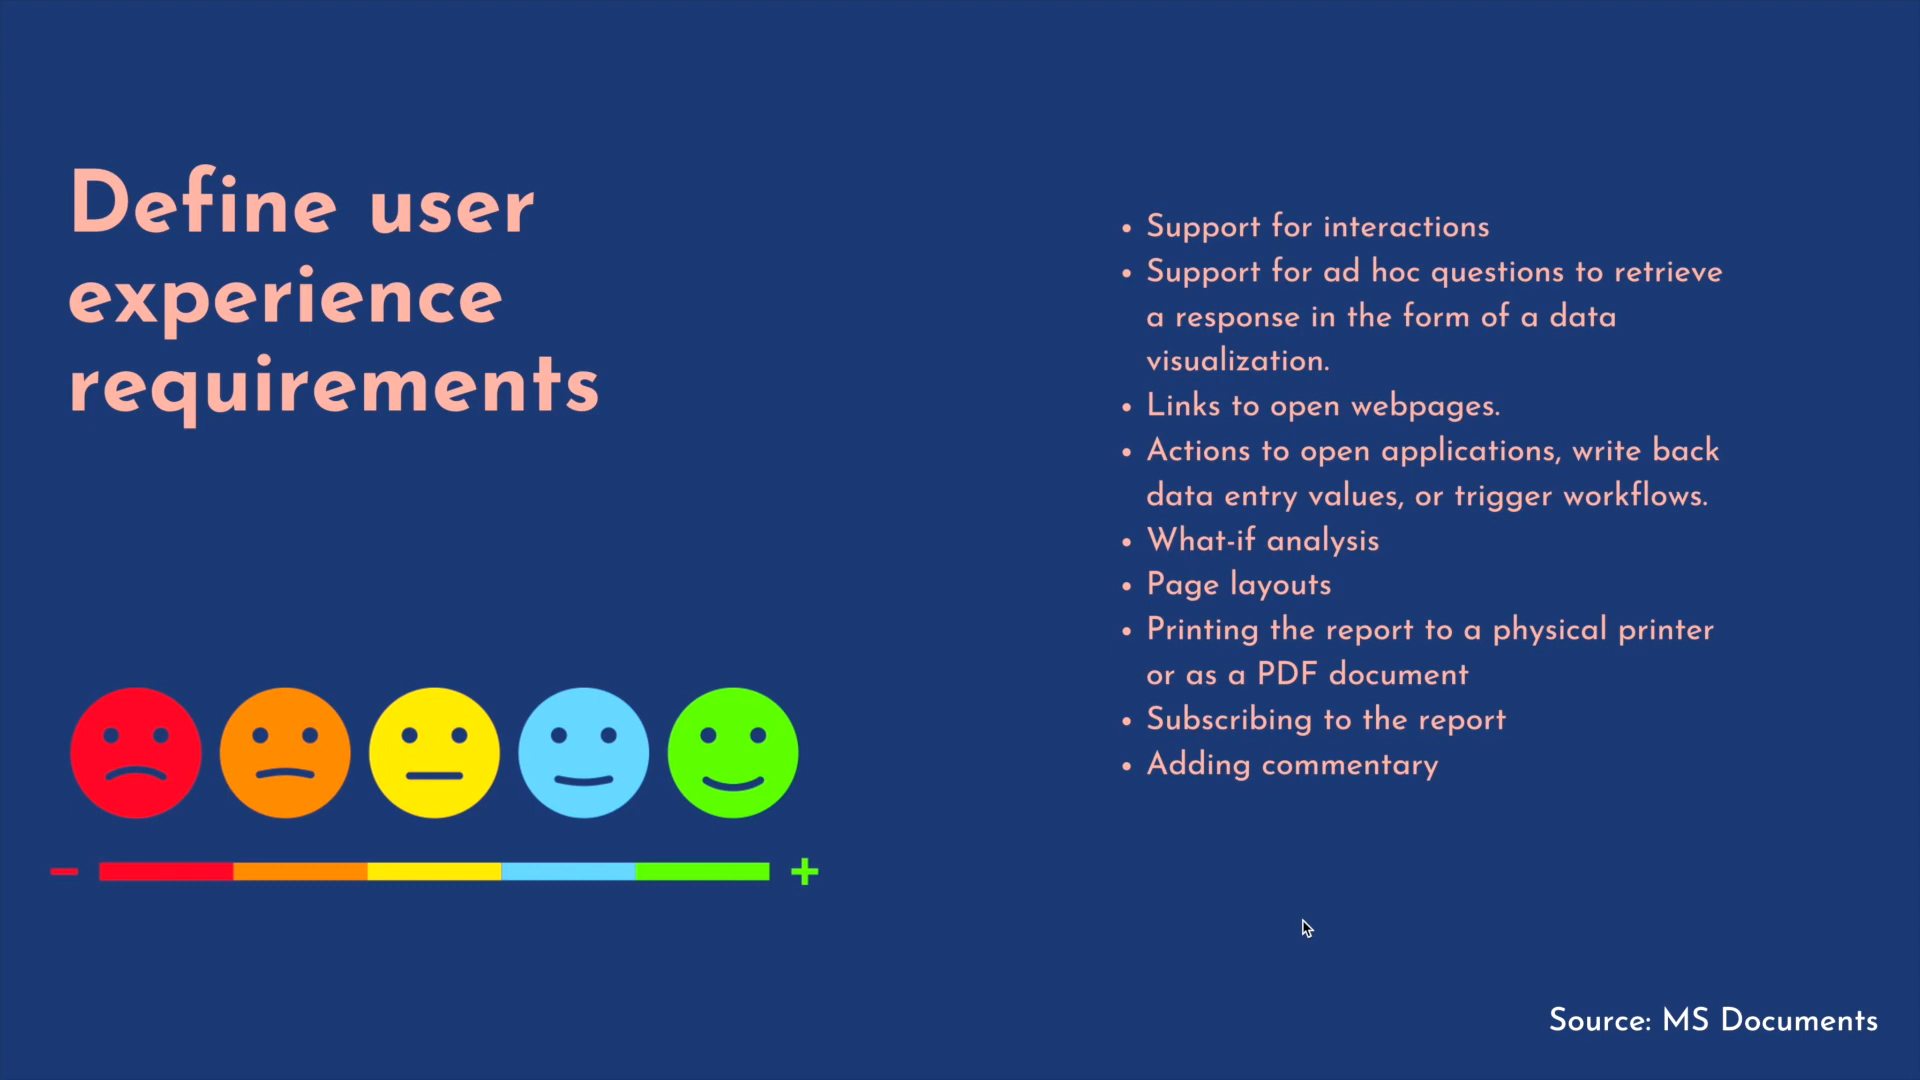 Define user
experience
requirements
• Support for interactions
• Support for ad hoc questions to retrieve
a response in the form of a data
visualization.
• Links to open webpages.
• Actions to open applications, write back
data entry values, or trigger workflows.
• What-if analysis
• Page layouts
• Printing the report to a physical printer
or as a PDF document
• Subscribing to the report
• Adding commentary
− +
Source: MS Documents